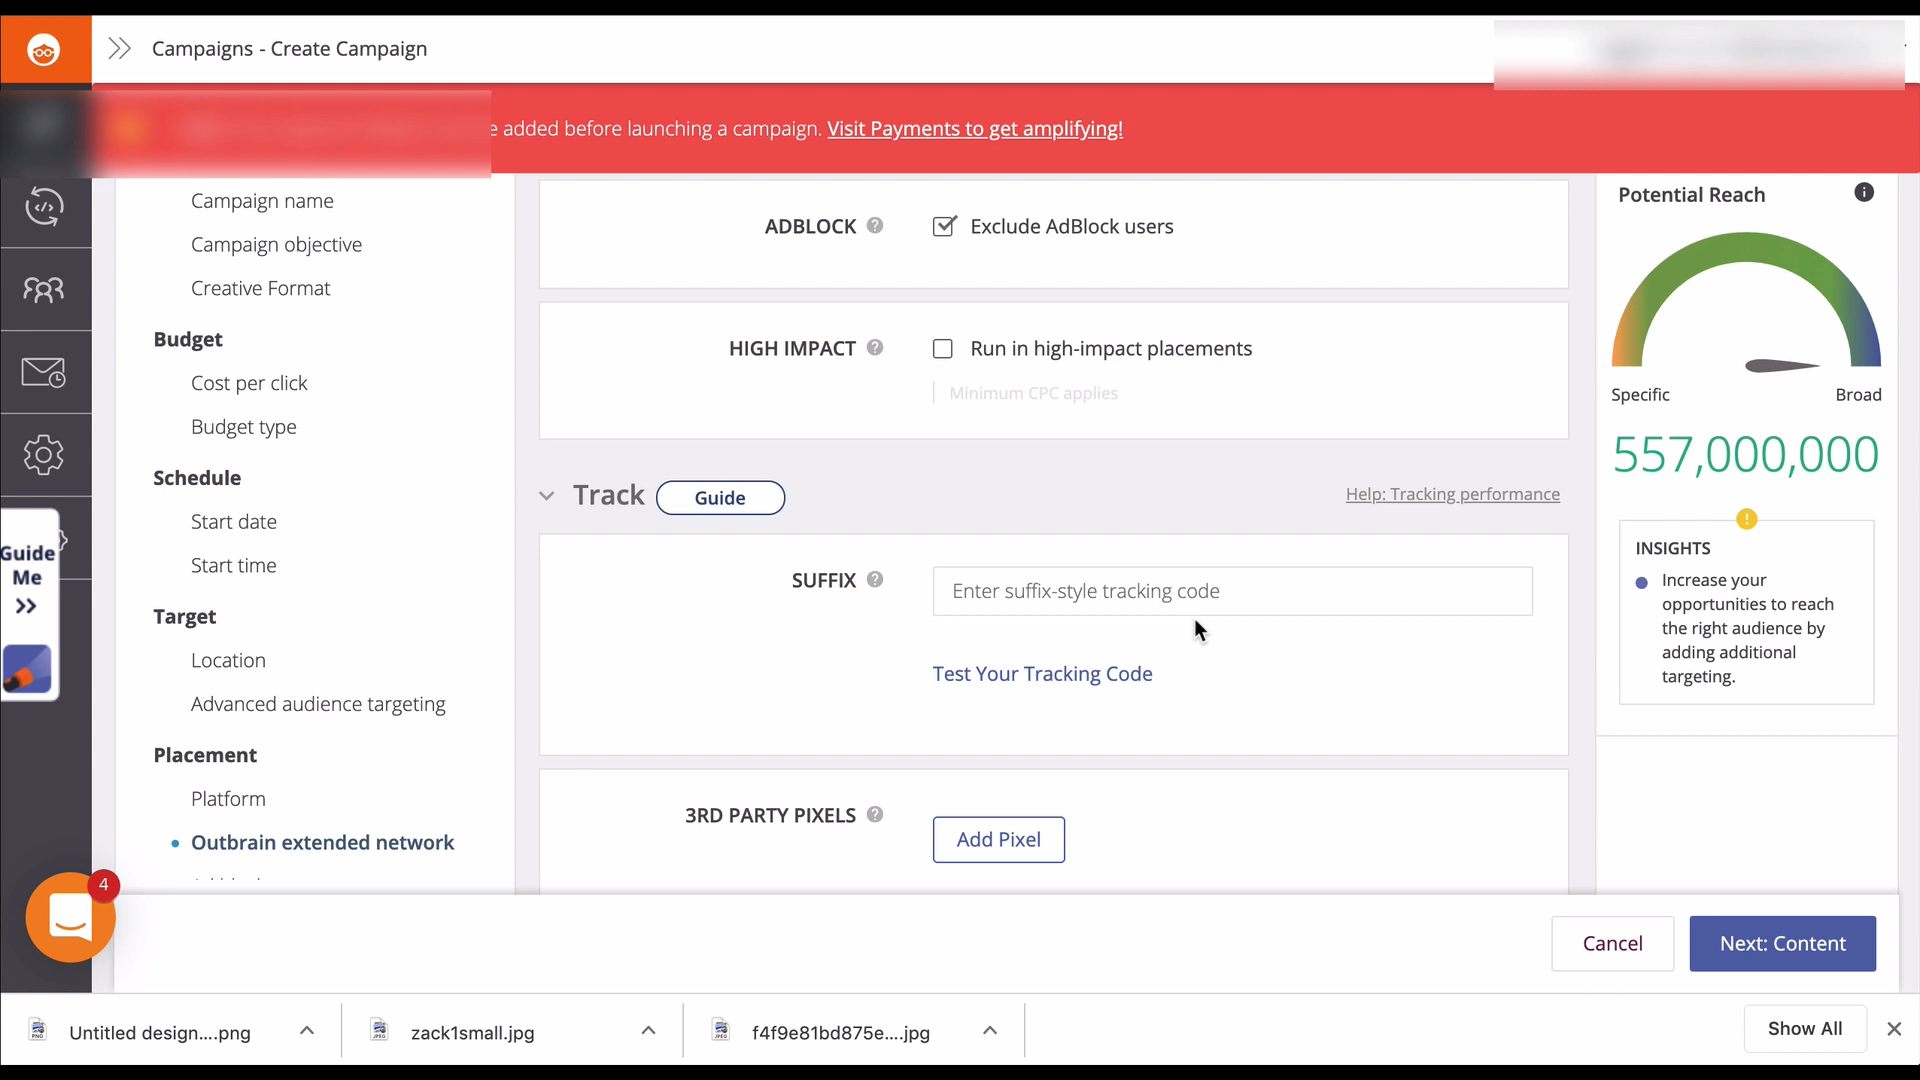 Campaigns - Create Campaign
added before launching a campaign. Visit Payments to get amplifying!
Campaign name
Campaign objective
Creative Format
Budget
Cost per click
Budget type
Schedule
Start date
Start time
Target
Location
Advanced audience targeting
Placement
Platform
Outbrain extended network
Guide
Me
>>
4
ADBLOCK ? Exclude AdBlock users
HIGH IMPACT ? Run in high-impact placements
Minimum CPC applies
Track Guide Help: Tracking performance
SUFFIX ? Enter suffix-style tracking code
Test Your Tracking Code
3RD PARTY PIXELS ? Add Pixel
Potential Reach i
Specific Broad
557,000,000
!
INSIGHTS
Increase your
opportunities to reach
the right audience by
adding additional
targeting.
Cancel Next: Content
Untitled design....png zack1small.jpg f4f9e81bd875e....jpg Show All